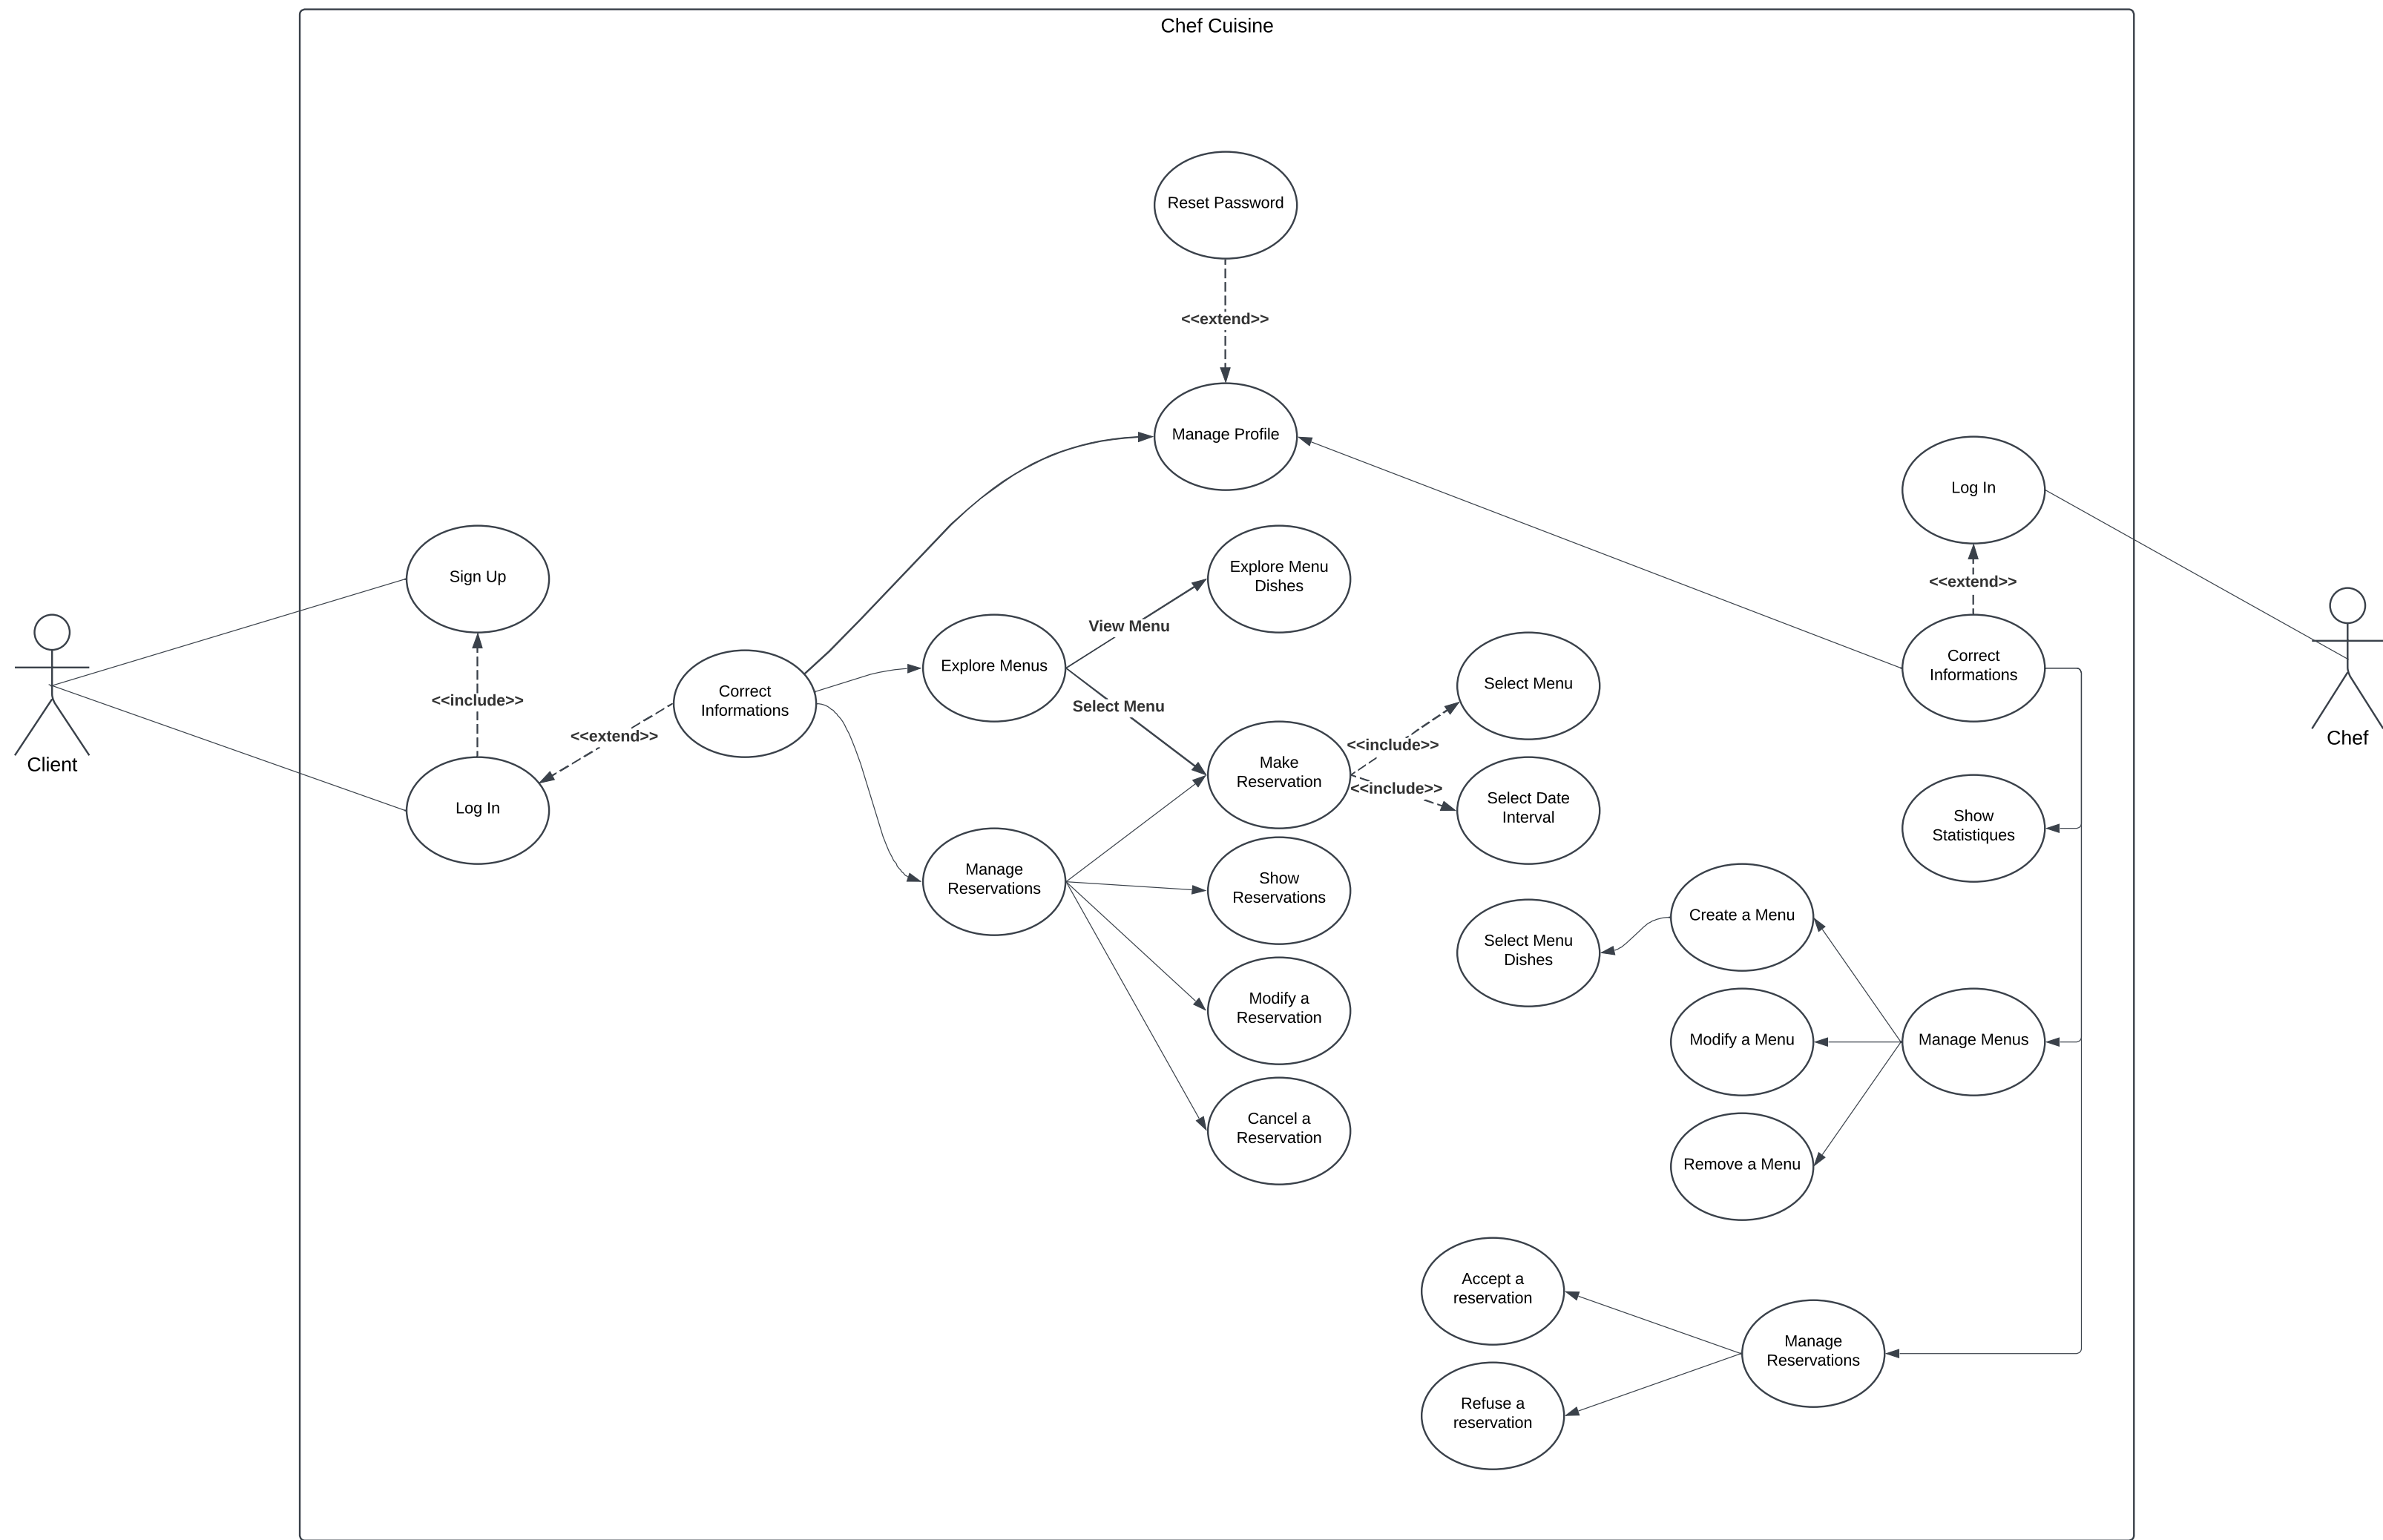 Chef Cuisine
Reset Password
<<extend>>
Manage Profile
Log In
Sign Up
Explore Menu
Dishes
<<extend>>
View Menu
Explore Menus
Correct
Informations
Select Menu
Correct
Informations
<<include>>
Select Menu
<<extend>>
Client
Chef
<<include>>
Make
Reservation
<<include>>
Select Date
Interval
Log In
Show
Statistiques
Manage
Reservations
Show
Reservations
Create a Menu
Select Menu
Dishes
Modify a
Reservation
Modify a Menu
Manage Menus
Cancel a
Reservation
Remove a Menu
Accept a
reservation
Manage
Reservations
Refuse a
reservation